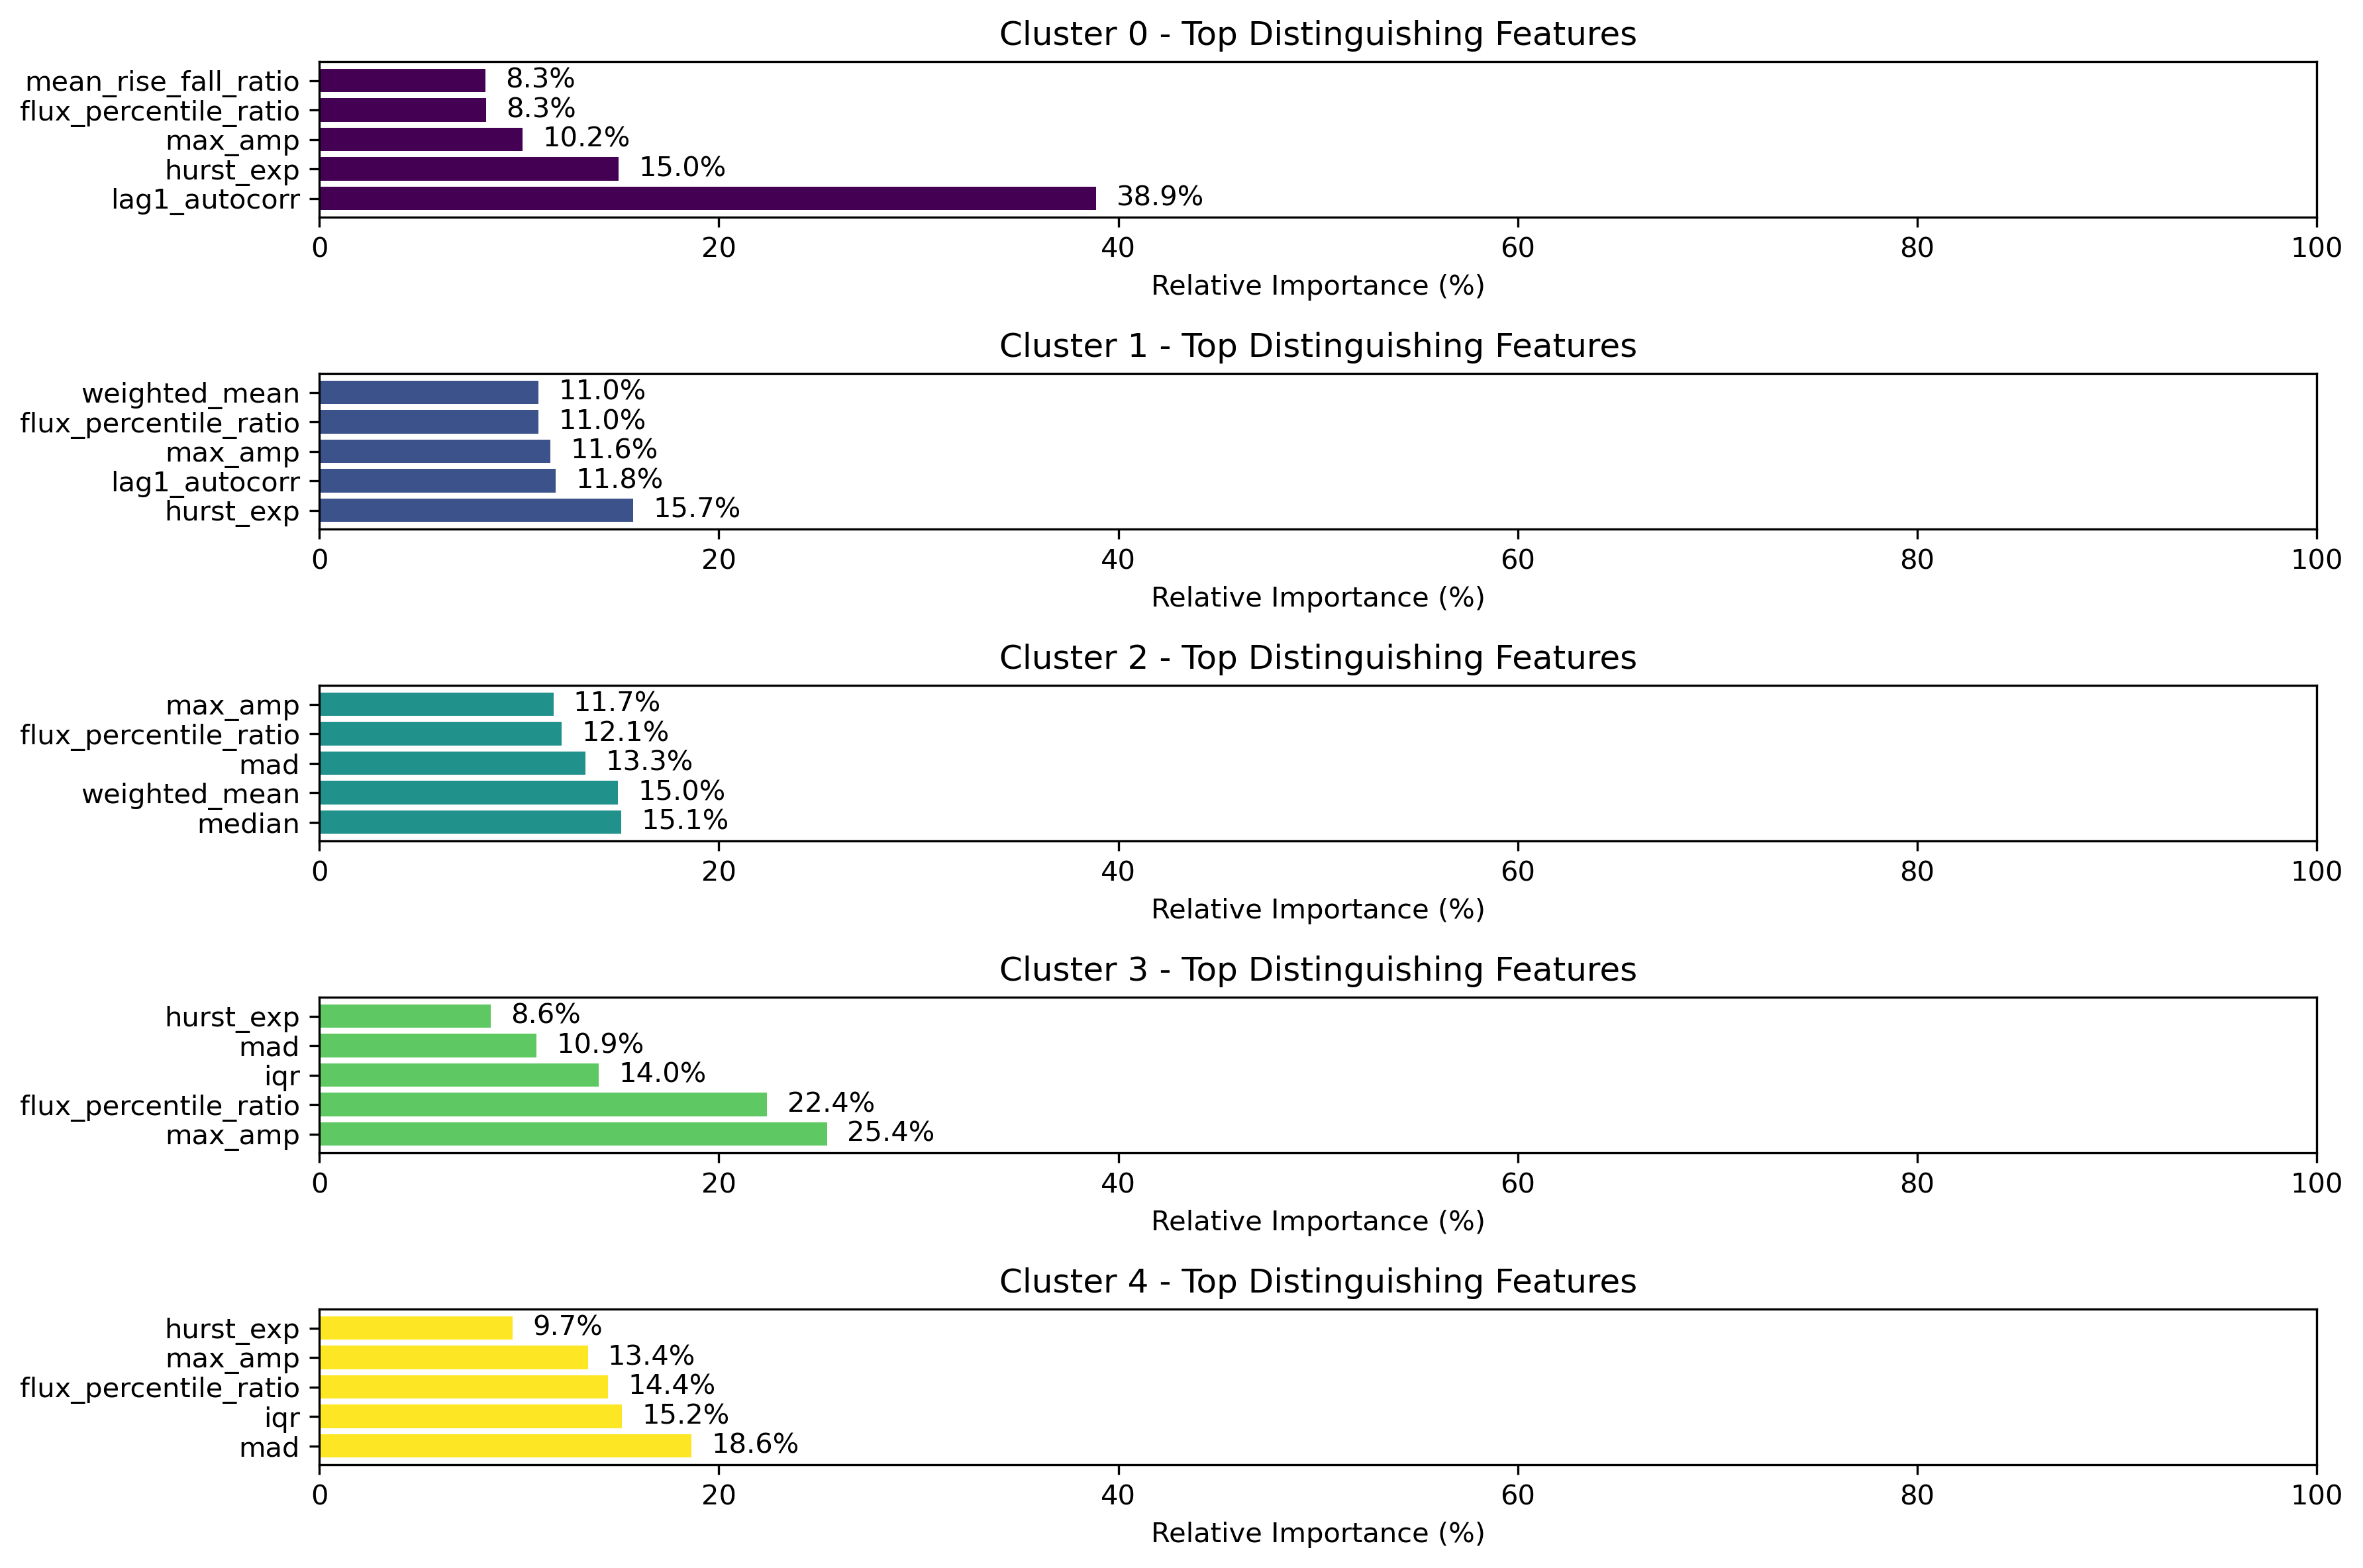 Cluster 0 - Top Distinguishing Features
mean_rise_fall_ratio 8.3%
flux_percentile_ratio 8.3%
max_amp 10.2%
hurst_exp 15.0%
lag1_autocorr 38.9%
0 20 40 60 80 100
Relative Importance (%)
Cluster 1 - Top Distinguishing Features
weighted_mean 11.0%
flux_percentile_ratio 11.0%
max_amp 11.6%
lag1_autocorr 11.8%
hurst_exp 15.7%
0 20 40 60 80 100
Relative Importance (%)
Cluster 2 - Top Distinguishing Features
max_amp 11.7%
flux_percentile_ratio 12.1%
mad 13.3%
weighted_mean 15.0%
median 15.1%
0 20 40 60 80 100
Relative Importance (%)
Cluster 3 - Top Distinguishing Features
hurst_exp 8.6%
mad 10.9%
iqr 14.0%
flux_percentile_ratio 22.4%
max_amp 25.4%
0 20 40 60 80 100
Relative Importance (%)
Cluster 4 - Top Distinguishing Features
hurst_exp 9.7%
max_amp 13.4%
flux_percentile_ratio 14.4%
iqr 15.2%
mad 18.6%
0 20 40 60 80 100
Relative Importance (%)